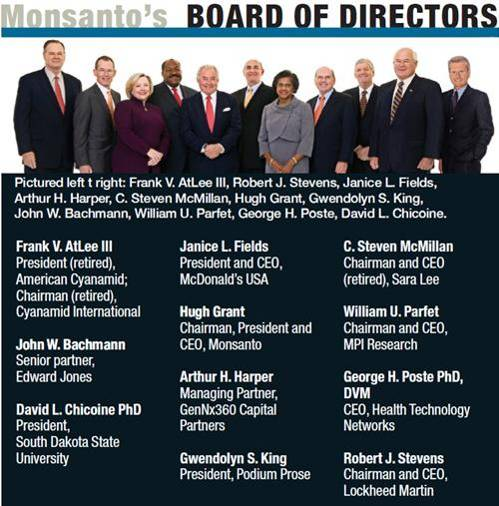 Monsanto's BOARD OF DIRECTORS
Pictured left t right: Frank V. AtLee III, Robert J. Stevens, Janice L. Fields,
Arthur H. Harper, C. Steven McMillan, Hugh Grant, Gwendolyn S. King,
John W. Bachmann, William U. Parfet, George H. Poste, David L. Chicoine.
Frank V. AtLee III
President (retired),
American Cyanamid;
Chairman (retired),
Cyanamid International
John W. Bachmann
Senior partner,
Edward Jones
David L. Chicoine PhD
President,
South Dakota State
University
Janice L. Fields
President and CEO,
McDonald's USA
Hugh Grant
Chairman, President and
CEO, Monsanto
Arthur H. Harper
Managing Partner,
GenNx360 Capital
Partners
Gwendolyn S. King
President, Podium Prose
C. Steven McMillan
Chairman and CEO
(retired), Sara Lee
William U. Parfet
Chairman and CEO,
MPI Research
George H. Poste PhD,
DVM
CEO, Health Technology
Networks
Robert J. Stevens
Chairman and CEO,
Lockheed Martin